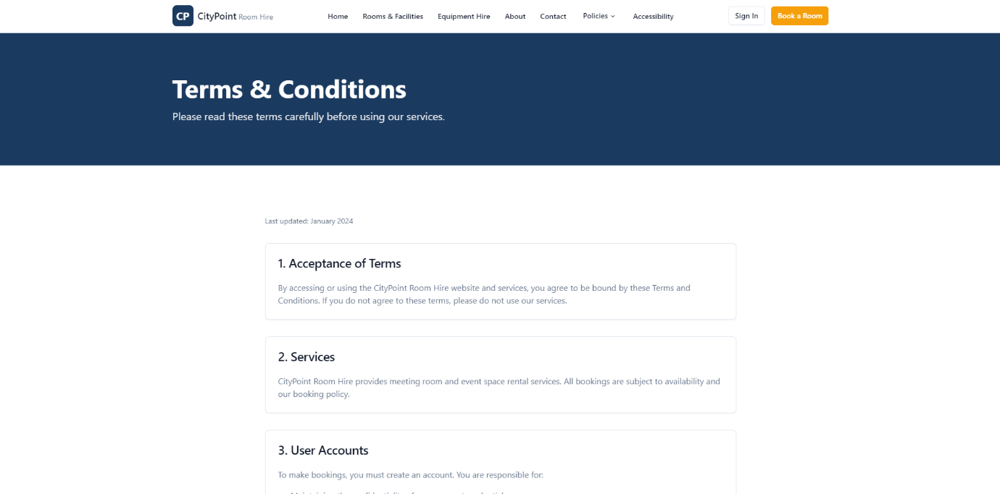 CP CityPoint Room Hire Home Rooms & Facilities Equipment Hire About Contact Policies Accessibility Sign In Book a Room
Terms & Conditions
Please read these terms carefully before using our services.
Last updated: January 2024
1. Acceptance of Terms
By accessing or using the CityPoint Room Hire website and services, you agree to be bound by these Terms and
Conditions. If you do not agree to these terms, please do not use our services.
2. Services
CityPoint Room Hire provides meeting room and event space rental services. All bookings are subject to availability and
our booking policy.
3. User Accounts
To make bookings, you must create an account. You are responsible for: